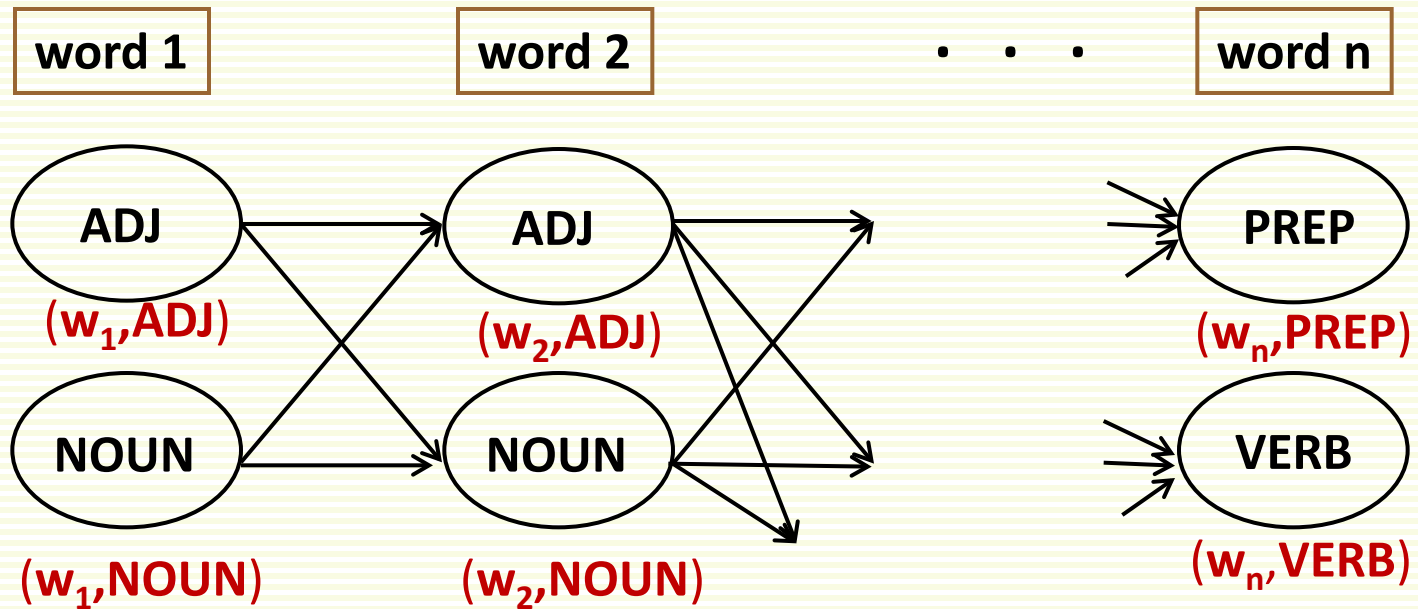 word 1 word 2 . . . word n
ADJ ADJ PREP
(w1,ADJ) (w2,ADJ) (wn,PREP)
NOUN NOUN VERB
(w1,NOUN) (w2,NOUN) (wn,VERB)